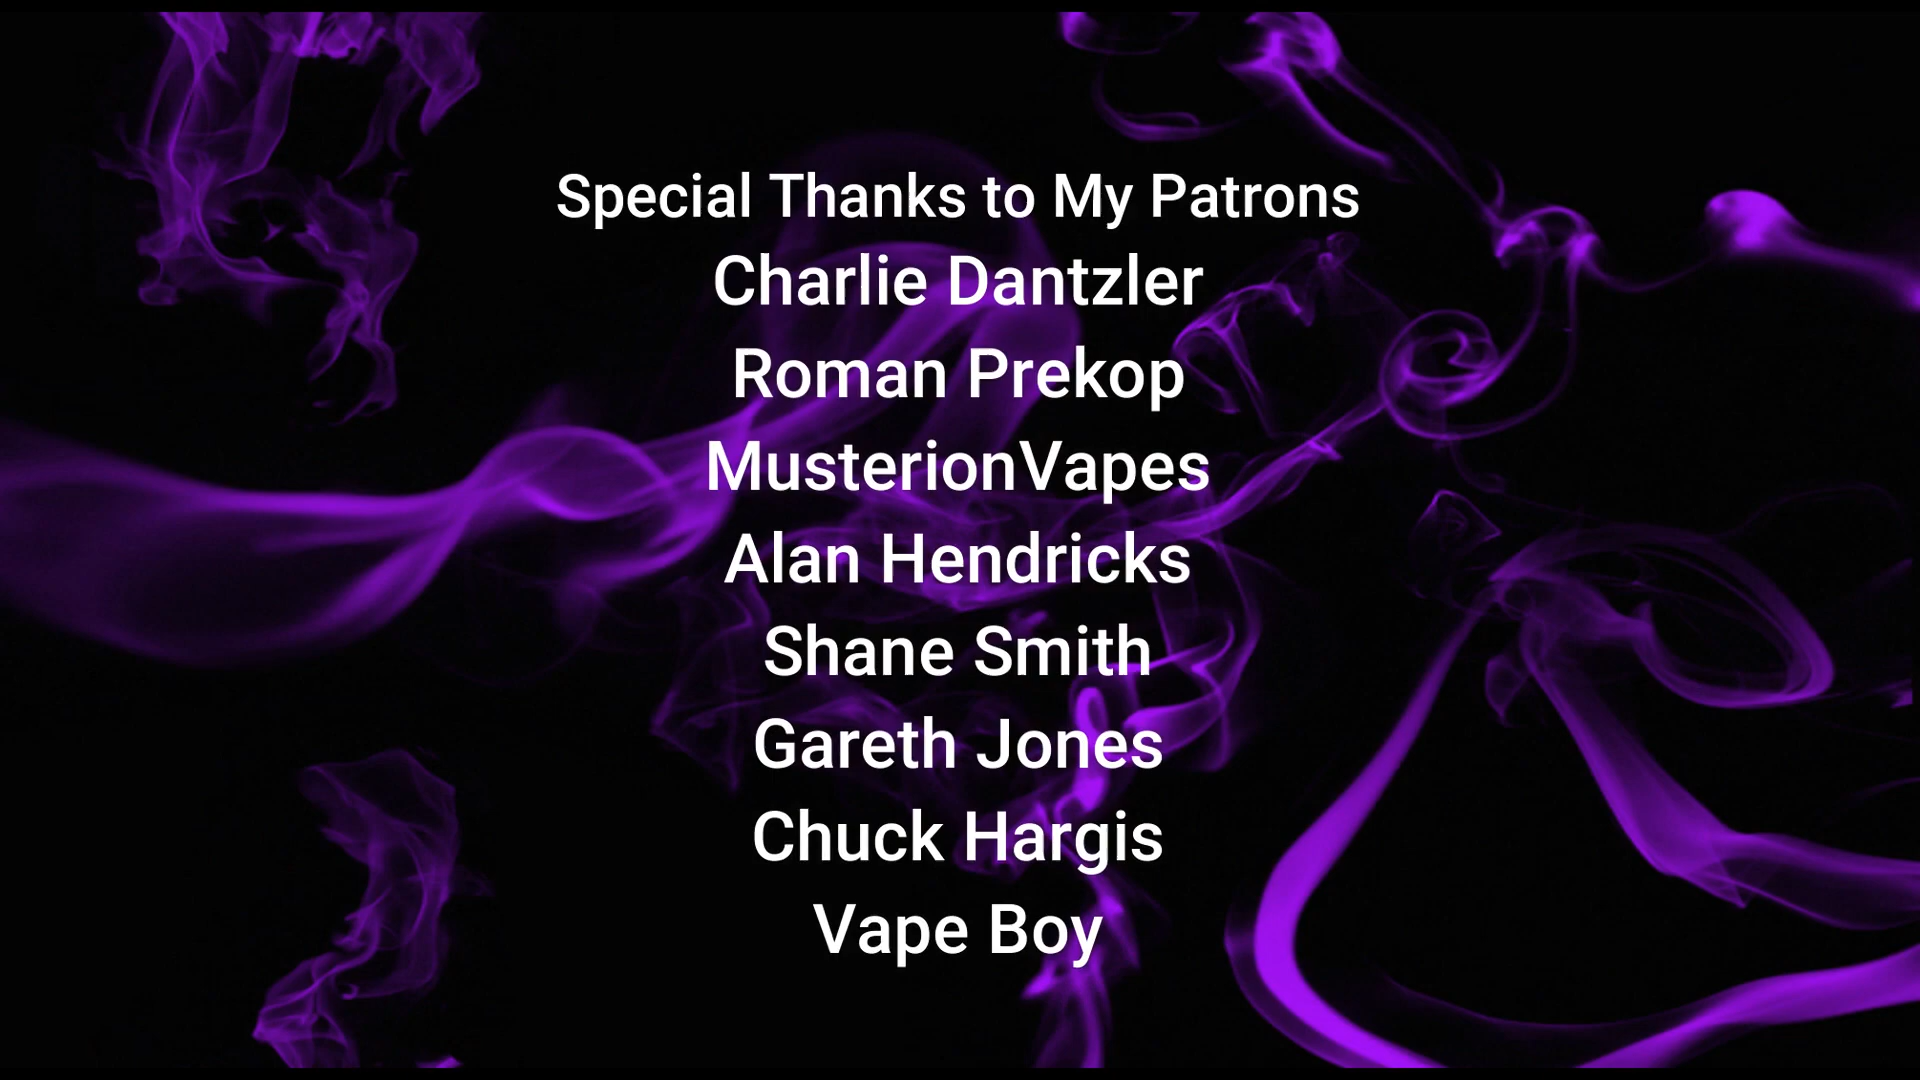 Special Thanks to My Patrons
Charlie Dantzler
Roman Prekop
MusterionVapes
Alan Hendricks
Shane Smith
Gareth Jones
Chuck Hargis
Vape Boy